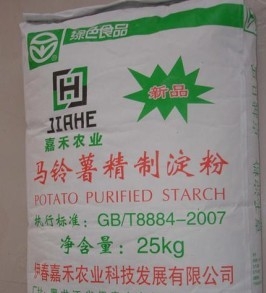 绿色食品
JIAHE
新品
嘉禾农业
马铃薯精制淀粉
POTATO PURIFIED STARCH
执行标准：GB/T8884-2007
净含量：25kg
伊春嘉禾农业科技发展有限公司